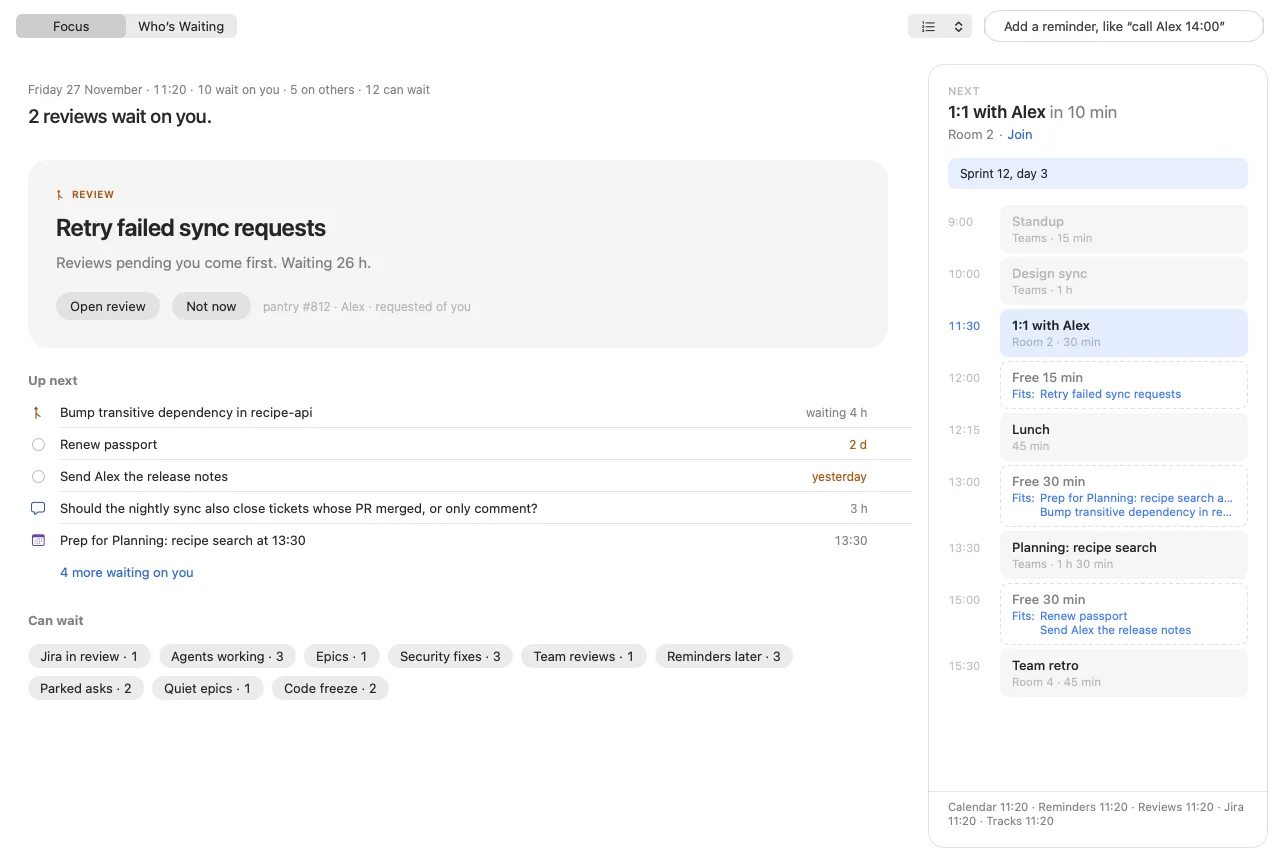 Focus
Who's Waiting
Add a reminder, like “call Alex 14:00”
Friday 27 November · 11:20 · 10 wait on you · 5 on others · 12 can wait
2 reviews wait on you.
REVIEW
Retry failed sync requests
Reviews pending you come first. Waiting 26 h.
Open review
Not now
pantry #812 · Alex · requested of you
Up next
Bump transitive dependency in recipe-api
waiting 4 h
Renew passport
2 d
Send Alex the release notes
yesterday
Should the nightly sync also close tickets whose PR merged, or only comment?
3 h
Prep for Planning: recipe search at 13:30
13:30
4 more waiting on you
Can wait
Jira in review · 1
Agents working · 3
Epics · 1
Security fixes · 3
Team reviews · 1
Reminders later · 3
Parked asks · 2
Quiet epics · 1
Code freeze · 2
NEXT
1:1 with Alex in 10 min
Room 2 · Join
Sprint 12, day 3
9:00
Standup
Teams · 15 min
10:00
Design sync
Teams · 1 h
11:30
1:1 with Alex
Room 2 · 30 min
12:00
Free 15 min
Fits: Retry failed sync requests
12:15
Lunch
45 min
13:00
Free 30 min
Fits: Prep for Planning: recipe search a…
Bump transitive dependency in re…
13:30
Planning: recipe search
Teams · 1 h 30 min
15:00
Free 30 min
Fits: Renew passport
Send Alex the release notes
15:30
Team retro
Room 4 · 45 min
Calendar 11:20 · Reminders 11:20 · Reviews 11:20 · Jira
11:20 · Tracks 11:20